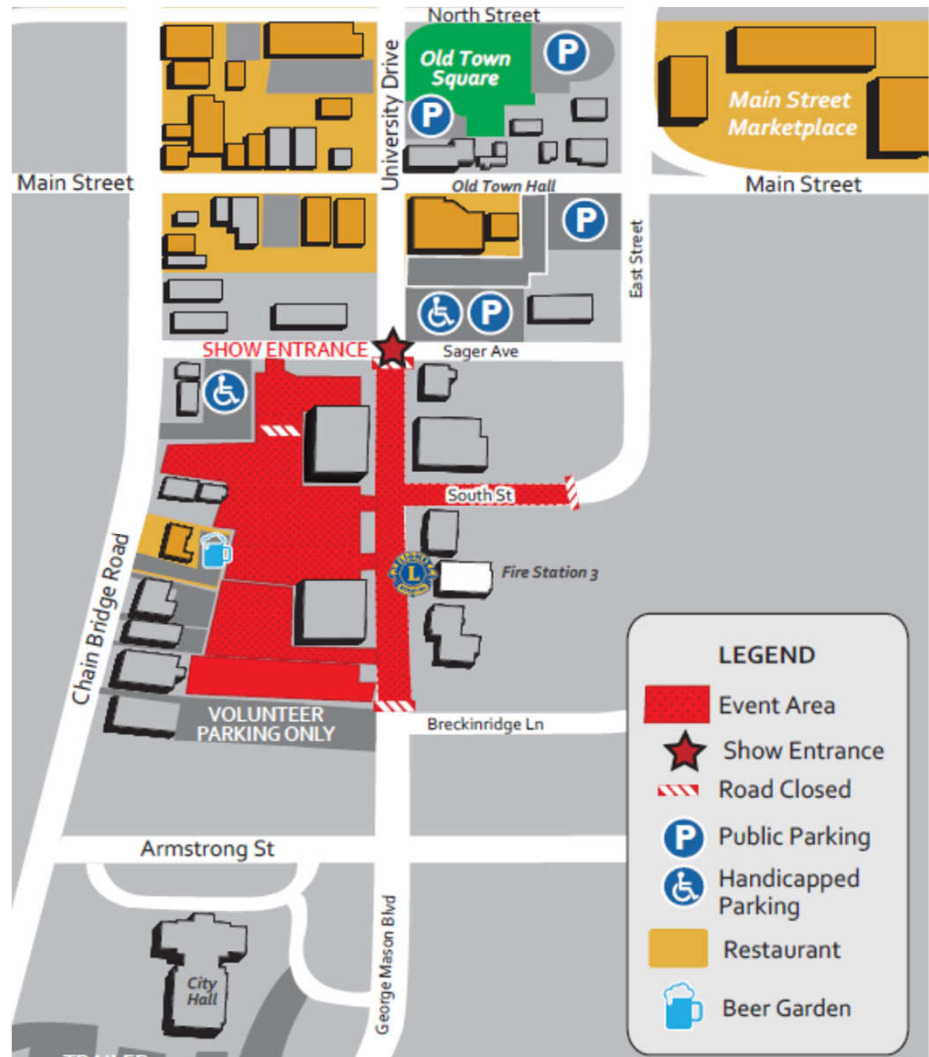 North Street
University Drive
Old Town
Square
P
P
Main Street
Marketplace
Main Street
Old Town Hall
Main Street
P
East Street
P
SHOW ENTRANCE
Sager Ave
South St
Chain Bridge Road
L
Fire Station 3
VOLUNTEER
PARKING ONLY
Breckinridge Ln
Armstrong St
George Mason Blvd
City
Hall
LEGEND
Event Area
Show Entrance
Road Closed
P
Public Parking
Handicapped
Parking
Restaurant
Beer Garden